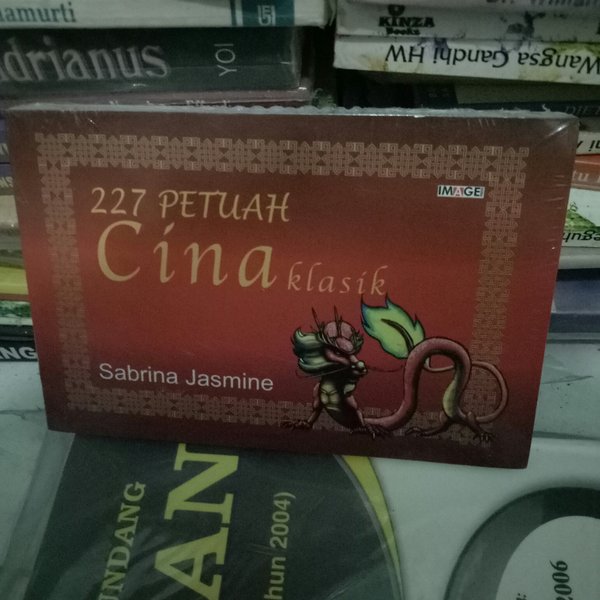 amurti
drianus
YOI
KINZA
Books
Wangsa Gandhi HW
IMAGE
227 PETUAH
Cina klasik
Sabrina Jasmine
NDANG
AN
hun 2004)
2006